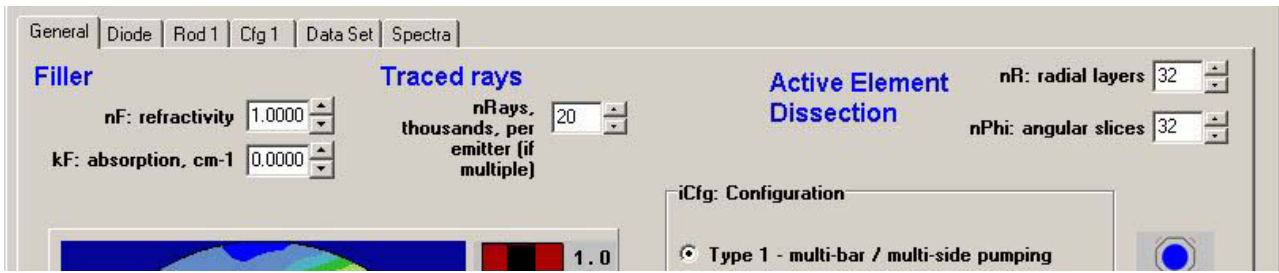 General Diode Rod 1 Cfg 1 Data Set Spectra
Filler
nF: refractivity 1.0000
kF: absorption, cm-1 0.0000
Traced rays
nRays,
thousands, per
emitter (if
multiple)
20
Active Element
Dissection
nR: radial layers 32
nPhi: angular slices 32
iCfg: Configuration
Type 1 - multi-bar / multi-side pumping
1.0